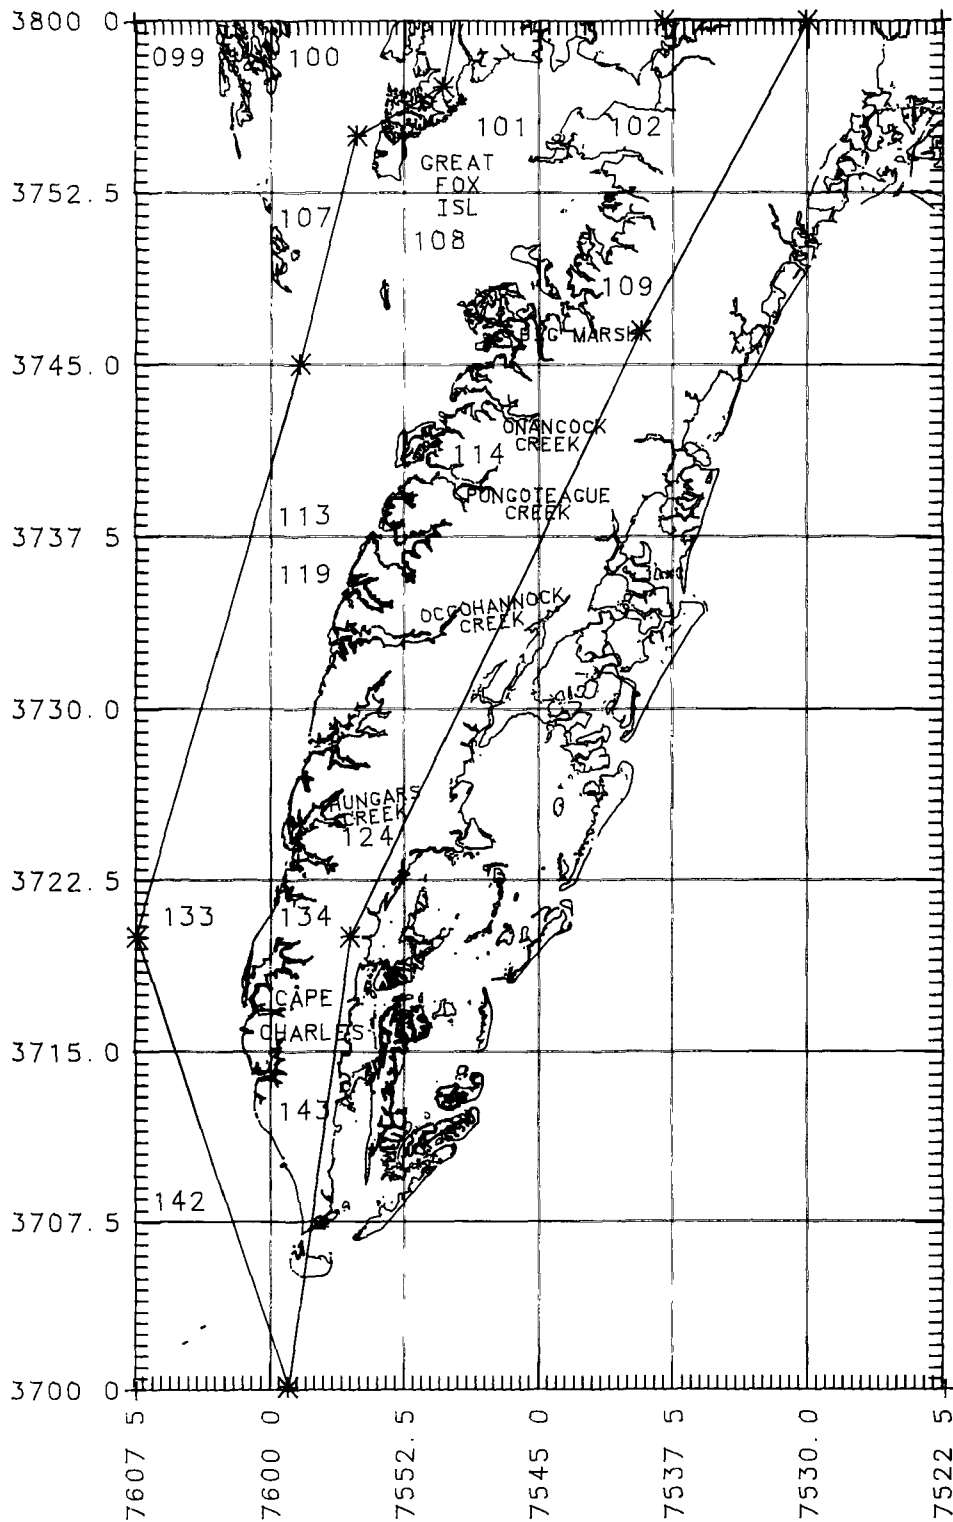 3800 0
099
100
101
102
GREAT
FOX
ISL
3752. 5
107
108
109
BIG MARSH
3745. 0
ONANCOCK
CREEK
114
PUNGOTEAGUE
CREEK
113
3737 5
119
OCCOHANNOCK
CREEK
3730. 0
HUNGARS
CREEK
124
3722. 5
133
134
CAPE
CHARLES
3715. 0
143
142
3707. 5
3700 0
7607 5
7600 0
7552. 5
7545 0
7537 5
7530. 0
7522 5